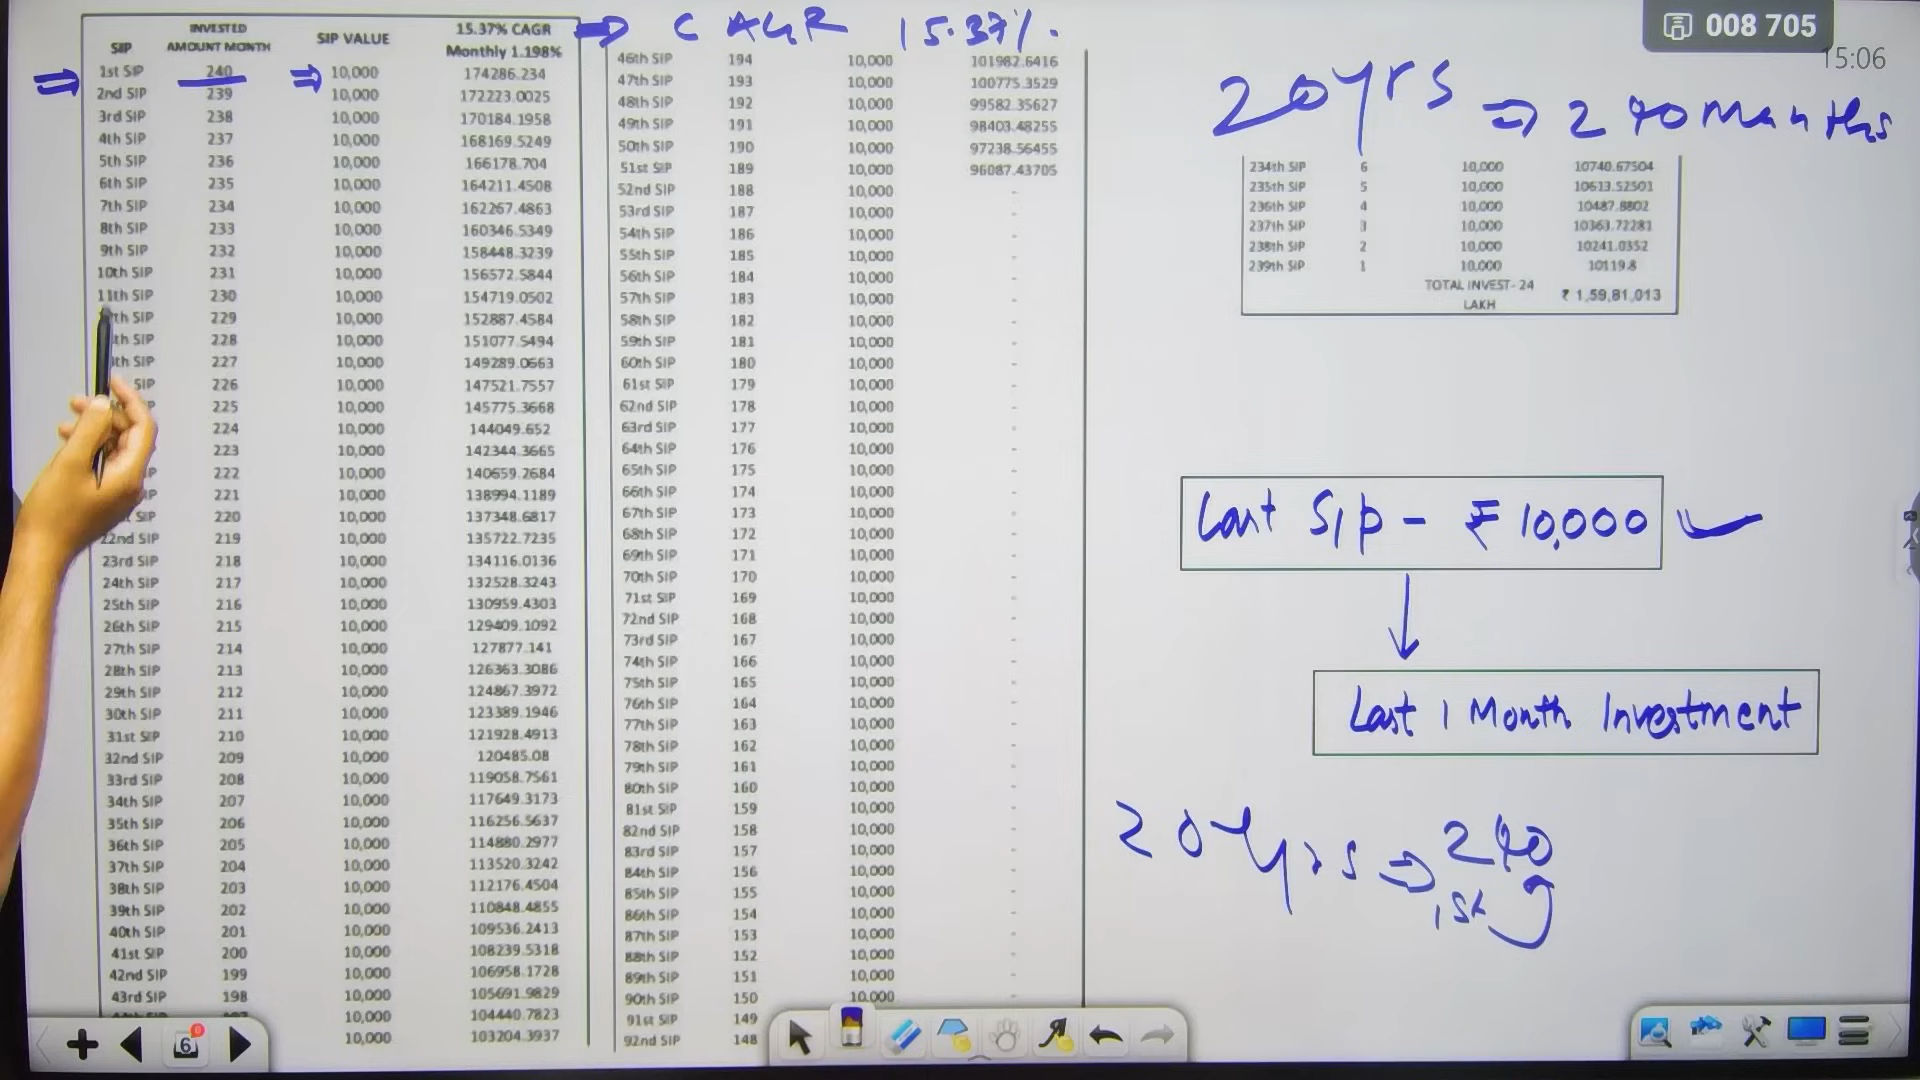 008 705
15:06
⇒ CAGR 15.37%.
20 yrs ⇒ 240 Months
SIP INVESTED AMOUNT MONTH SIP VALUE 15.37% CAGR Monthly 1.198%
1st SIP 240 10,000 174286.234
2nd SIP 239 10,000 172223.0025
3rd SIP 238 10,000 170184.1958
4th SIP 237 10,000 168169.5249
5th SIP 236 10,000 166178.704
6th SIP 235 10,000 164211.4508
7th SIP 234 10,000 162267.4863
8th SIP 233 10,000 160346.5349
9th SIP 232 10,000 158448.3239
10th SIP 231 10,000 156572.5844
11th SIP 230 10,000 154719.0502
th SIP 229 10,000 152887.4584
th SIP 228 10,000 151077.5494
th SIP 227 10,000 149289.0663
SIP 226 10,000 147521.7557
225 10,000 145775.3668
224 10,000 144049.652
223 10,000 142344.3665
222 10,000 140659.2684
221 10,000 138994.1189
SIP 220 10,000 137348.6817
22nd SIP 219 10,000 135722.7235
23rd SIP 218 10,000 134116.0136
24th SIP 217 10,000 132528.3243
25th SIP 216 10,000 130959.4303
26th SIP 215 10,000 129409.1092
27th SIP 214 10,000 127877.141
28th SIP 213 10,000 126363.3086
29th SIP 212 10,000 124867.3972
30th SIP 211 10,000 123389.1946
31st SIP 210 10,000 121928.4913
32nd SIP 209 10,000 120485.08
33rd SIP 208 10,000 119058.7561
34th SIP 207 10,000 117649.3173
35th SIP 206 10,000 116256.5637
36th SIP 205 10,000 114880.2977
37th SIP 204 10,000 113520.3242
38th SIP 203 10,000 112176.4504
39th SIP 202 10,000 110848.4855
40th SIP 201 10,000 109536.2413
41st SIP 200 10,000 108239.5318
42nd SIP 199 10,000 106958.1728
43rd SIP 198 10,000 105691.9829
10,000 104440.7823
10,000 103204.3937
46th SIP 194 10,000 101982.6416
47th SIP 193 10,000 100775.3529
48th SIP 192 10,000 99582.35627
49th SIP 191 10,000 98403.48255
50th SIP 190 10,000 97238.56455
51st SIP 189 10,000 96087.43705
52nd SIP 188 10,000 -
53rd SIP 187 10,000 -
54th SIP 186 10,000 -
55th SIP 185 10,000 -
56th SIP 184 10,000 -
57th SIP 183 10,000 -
58th SIP 182 10,000 -
59th SIP 181 10,000 -
60th SIP 180 10,000 -
61st SIP 179 10,000 -
62nd SIP 178 10,000 -
63rd SIP 177 10,000 -
64th SIP 176 10,000 -
65th SIP 175 10,000 -
66th SIP 174 10,000 -
67th SIP 173 10,000 -
68th SIP 172 10,000 -
69th SIP 171 10,000 -
70th SIP 170 10,000 -
71st SIP 169 10,000 -
72nd SIP 168 10,000 -
73rd SIP 167 10,000 -
74th SIP 166 10,000 -
75th SIP 165 10,000 -
76th SIP 164 10,000 -
77th SIP 163 10,000 -
78th SIP 162 10,000 -
79th SIP 161 10,000 -
80th SIP 160 10,000 -
81st SIP 159 10,000 -
82nd SIP 158 10,000 -
83rd SIP 157 10,000 -
84th SIP 156 10,000 -
85th SIP 155 10,000 -
86th SIP 154 10,000 -
87th SIP 153 10,000 -
88th SIP 152 10,000 -
89th SIP 151 10,000 -
90th SIP 150 10,000 -
91st SIP 149
92nd SIP 148
234th SIP 6 10,000 10740.67504
235th SIP 5 10,000 10613.52501
236th SIP 4 10,000 10487.8802
237th SIP 3 10,000 10363.72281
238th SIP 2 10,000 10241.0352
239th SIP 1 10,000 10119.8
TOTAL INVEST- 24 LAKH ₹ 1,59,81,013
Last Sip - ₹ 10,000
Last 1 Month Investment
20 Yrs ⇒ 240
1st
6
0